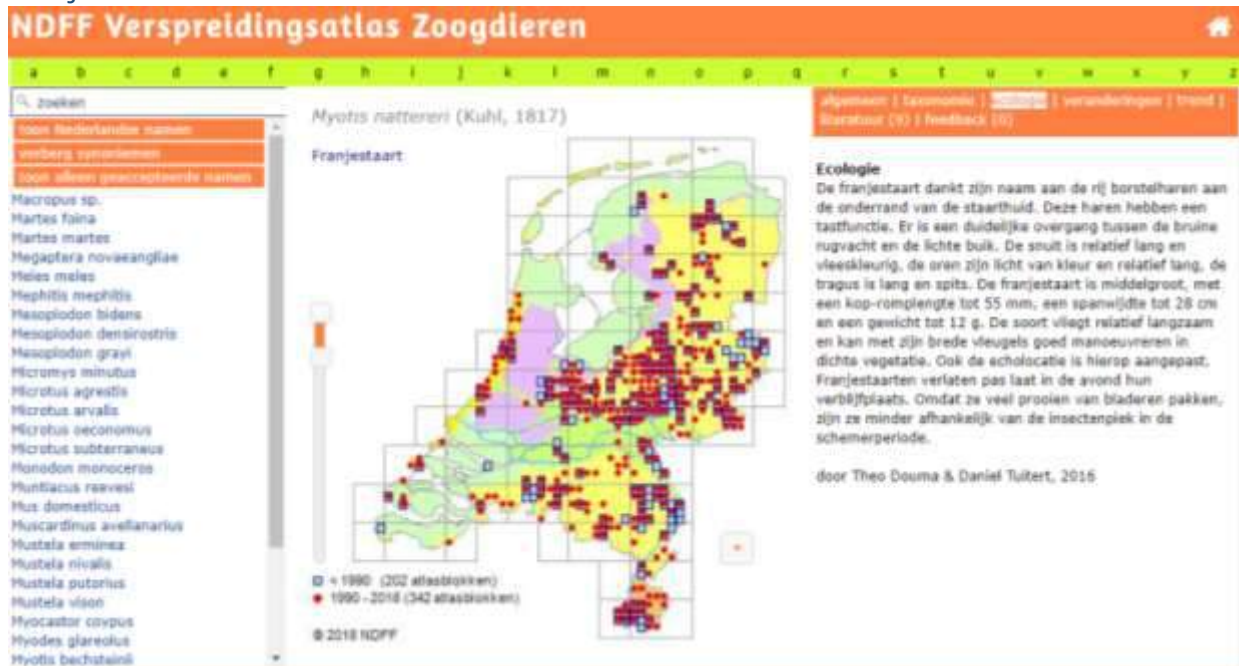 NDFF Verspreidingsatlas Zoogdieren
a b c d e f g h i j k l m n o p q r s t u v w x y z
zoeken
toon Nederlandse namen
verberg synoniemen
toon alleen geaccepteerde namen
Macropus sp.
Martes foina
Martes martes
Megaptera novaeangliae
Meles meles
Mephitis mephitis
Mesoplodon bidens
Mesoplodon densirostris
Mesoplodon grayi
Micromys minutus
Microtus agrestis
Microtus arvalis
Microtus oeconomus
Microtus subterraneus
Monodon monoceros
Muntiacus reevesi
Mus domesticus
Muscardinus avellanarius
Mustela erminea
Mustela nivalis
Mustela putorius
Mustela vison
Myocastor coypus
Myodes glareolus
Myotis bechsteinii
Myotis nattereri (Kuhl, 1817)
Franjestaart
< 1990 (202 atlasblokken)
1990 - 2018 (342 atlasblokken)
© 2018 NDFF
algemeen | taxonomie | ecologie | veranderingen | trend |
literatuur (9) | feedback (0)
Ecologie
De franjestaart dankt zijn naam aan de rij borstelharen aan
de onderrand van de staarthuid. Deze haren hebben een
tastfunctie. Er is een duidelijke overgang tussen de bruine
rugvacht en de lichte buik. De snuit is relatief lang en
vleeskleurig, de oren zijn licht van kleur en relatief lang, de
tragus is lang en spits. De franjestaart is middelgroot, met
een kop-romplengte tot 55 mm, een spanwijdte tot 28 cm
en een gewicht tot 12 g. De soort vliegt relatief langzaam
en kan met zijn brede vleugels goed manoeuvreren in
dichte vegetatie. Ook de echolocatie is hierop aangepast.
Franjestaarten verlaten pas laat in de avond hun
verblijfplaats. Omdat ze veel prooien van bladeren pakken,
zijn ze minder afhankelijk van de insectenpiek in de
schemerperiode.
door Theo Douma & Daniel Tuitert, 2016